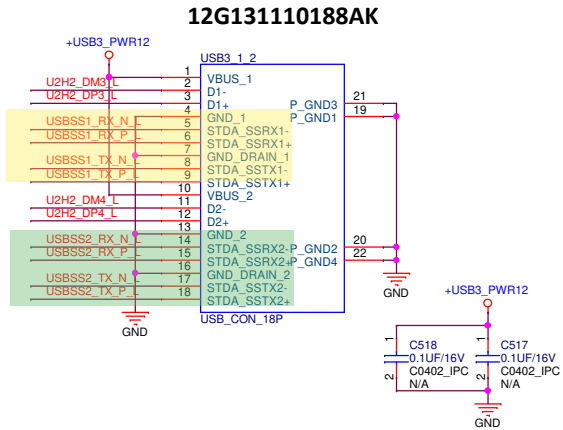 12G131110188AK
+USB3_PWR12
USB3_1_2
1 VBUS_1
U2H2_DM3_L 2 D1-
U2H2_DP3_L 3 D1+
4 GND_1
USBSS1_RX_N_L 5 STDA_SSRX1-
USBSS1_RX_P_L 6 STDA_SSRX1+
7 GND_DRAIN_1
USBSS1_TX_N_L 8 STDA_SSTX1-
USBSS1_TX_P_L 9 STDA_SSTX1+
10 VBUS_2
U2H2_DM4_L 11 D2-
U2H2_DP4_L 12 D2+
13 GND_2
USBSS2_RX_N_L 14 STDA_SSRX2-
USBSS2_RX_P_L 15 STDA_SSRX2+
16 GND_DRAIN_2
USBSS2_TX_N_L 17 STDA_SSTX2-
USBSS2_TX_P_L 18 STDA_SSTX2+
P_GND3 21
P_GND1 19
P_GND2 20
P_GND4 22
USB_CON_18P
GND
GND
+USB3_PWR12
1 C518
0.1UF/16V
2 C0402_IPC
N/A
1 C517
0.1UF/16V
2 C0402_IPC
N/A
GND